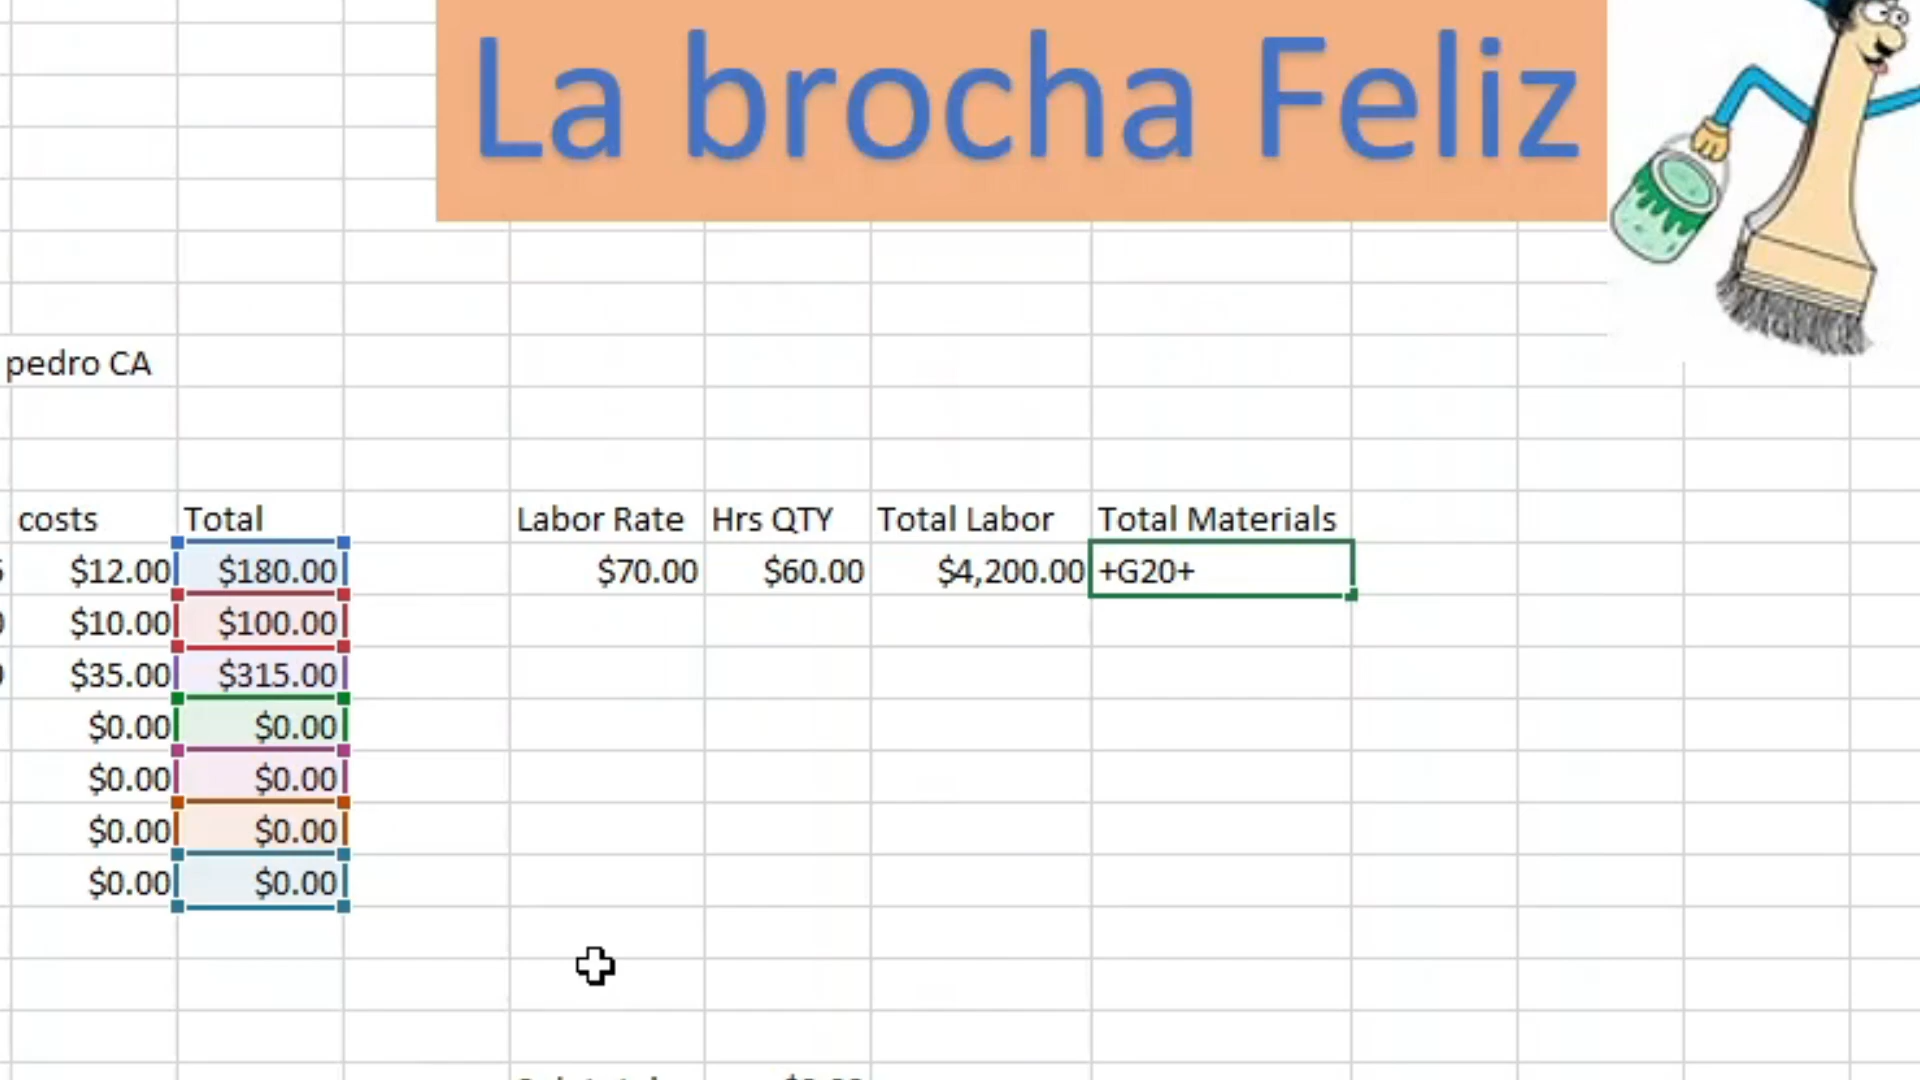 La brocha Feliz
pedro CA
costs Total Labor Rate Hrs QTY Total Labor Total Materials
$12.00 $180.00 $70.00 $60.00 $4,200.00 +G20+
$10.00 $100.00
$35.00 $315.00
$0.00 $0.00
$0.00 $0.00
$0.00 $0.00
$0.00 $0.00